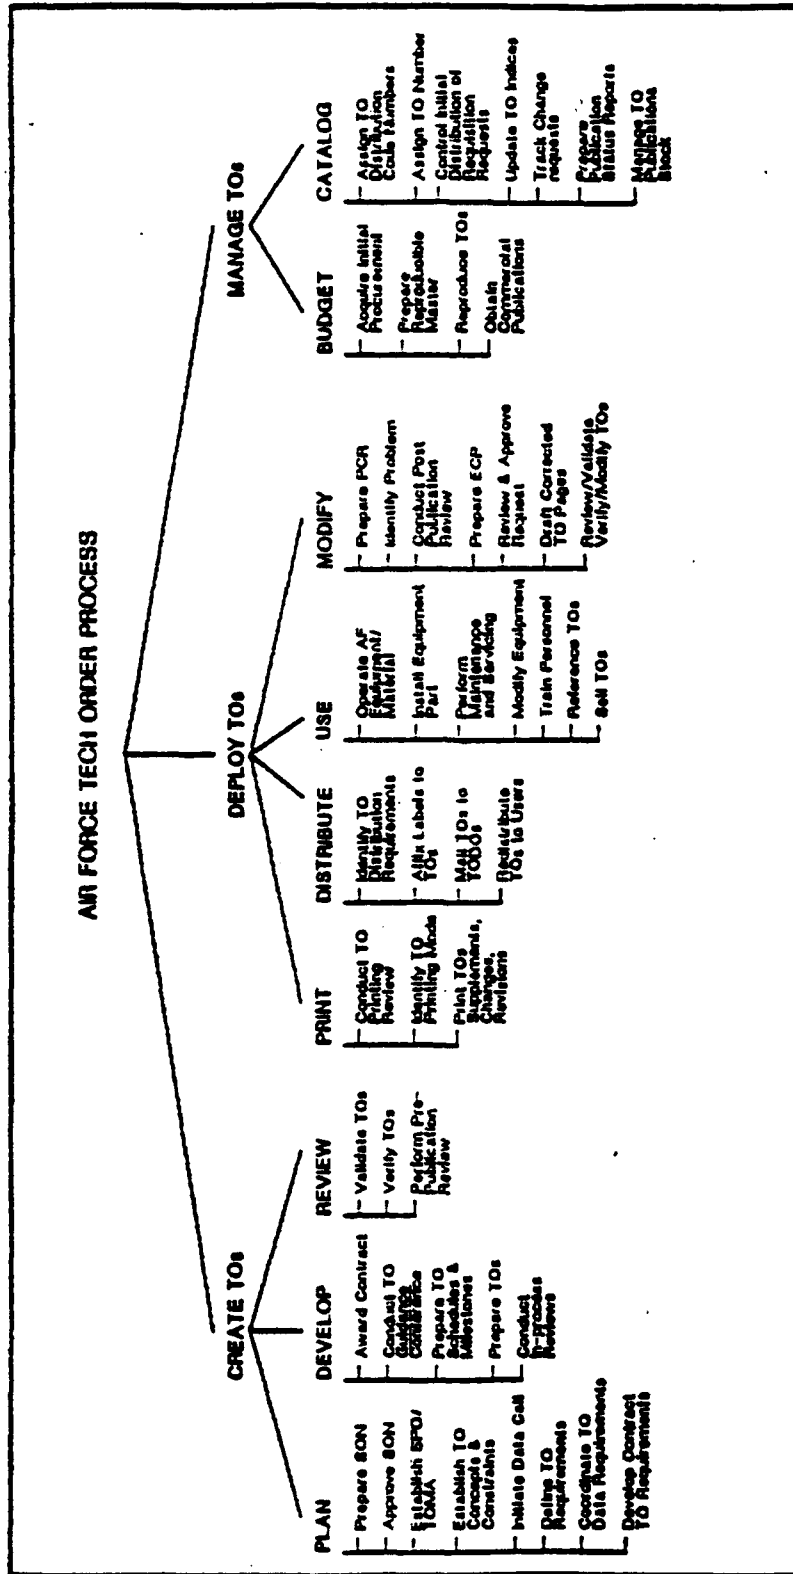 AIR FORCE TECH ORDER PROCESS
CREATE TOs
DEPLOY TOs
MANAGE TOs
PLAN
Prepare SON
Approve SON
Establish SPO/
TOMA
Establish TO
Concepts &
Constraints
Initiate Data Call
Define TO
Requirements
Coordinate TO
Data Requirements
Develop Contract
TO Requirements
DEVELOP
Award Contract
Conduct TO
Guidance
Conference
Prepare TO
Schedules &
Milestones
Prepare TOs
Conduct
In-process
Reviews
REVIEW
Validate TOs
Verify TOs
Perform Pre-
Publication
Review
PRINT
Conduct TO
Printing
Review
Identify TO
Printing Mode
Print TOs
Supplements,
Changes,
Revisions
DISTRIBUTE
Identify TO
Distribution
Requirements
Affix Labels to
TOs
Mail TOs to
TODOs
Redistribute
TOs to Users
USE
Operate AF
Equipment/
Material
Install Equipment
Part
Perform
Maintenance
and Servicing
Modify Equipment
Train Personnel
Reference TOs
Sell TOs
MODIFY
Prepare PCR
Identify Problem
Conduct Post
Publication
Review
Prepare ECP
Review & Approve
Request
Draft Corrected
TO Pages
Review/Validate
Verify/Modify TOs
BUDGET
Acquire Initial
Procurement
Prepare
Reproducible
Master
Reproduce TOs
Obtain
Commercial
Publications
CATALOG
Assign TO
Distribution
Code Numbers
Assign TO Number
Control Initial
Distribution of
Requisition
Requests
Update TO Indices
Track Change
requests
Prepare
Publication
Status Reports
Manage TO
Publications
Stock